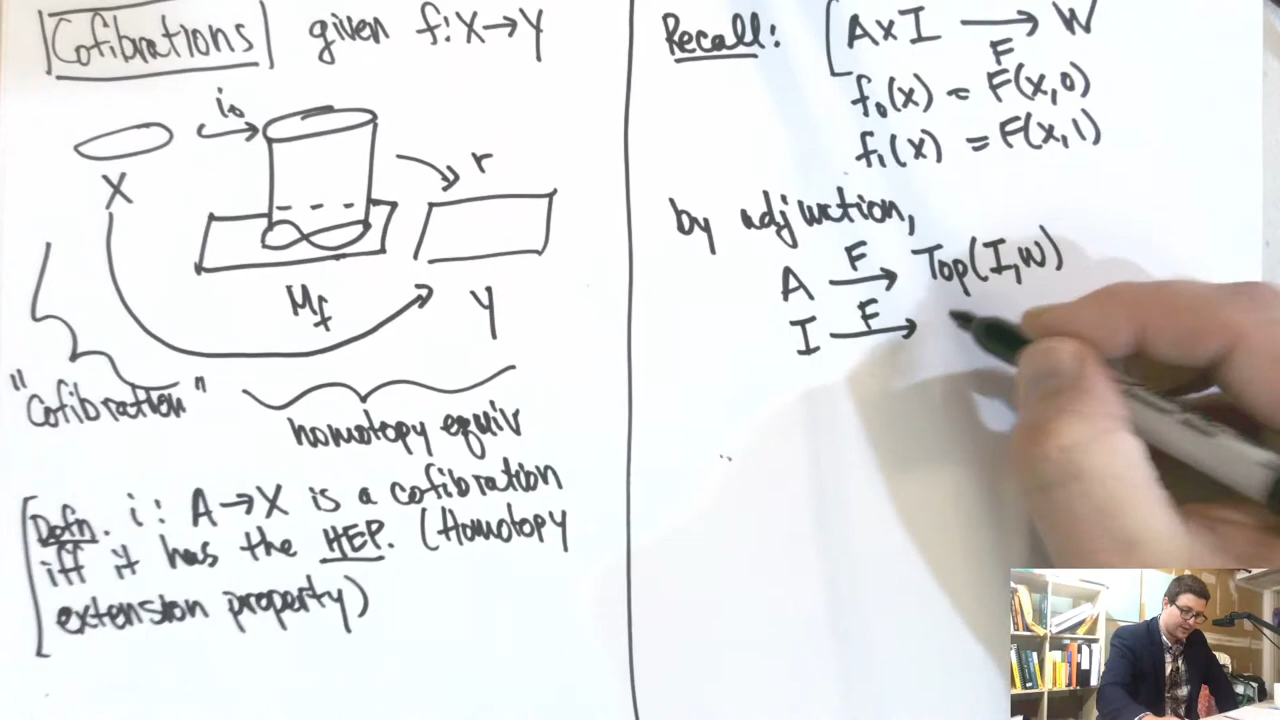 Cofibrations given f: X→Y
i₀
r
X
M_f
Y
"Cofibration"
homotopy equiv
Defn. i: A→X is a cofibration
iff it has the HEP. (Homotopy
extension property)
Recall: A×I → W
F
f₀(x) = F(x,0)
f₁(x) = F(x,1)
by adjunction,
A F→ Top(I,W)
I F→